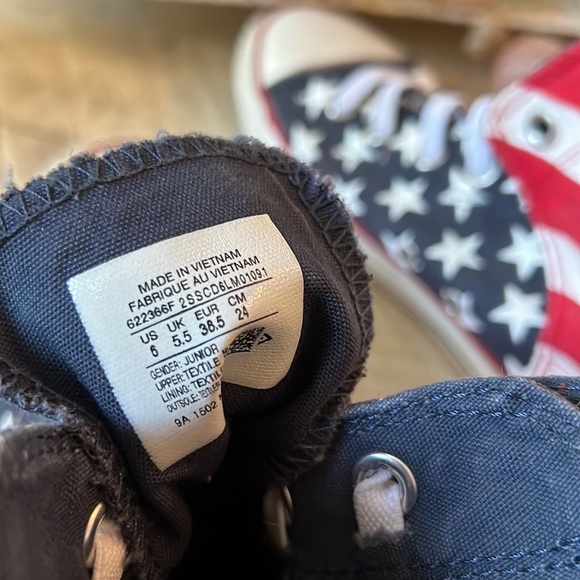 MADE IN VIETNAM
FABRIQUE AU VIETNAM
622366F 2SSCD6LM01091
US UK EUR CM
6 5.5 38.5 24
GENDER: JUNIOR
UPPER: TEXTILE
LINING: TEXTILE
OUTSOLE:
9A 1502